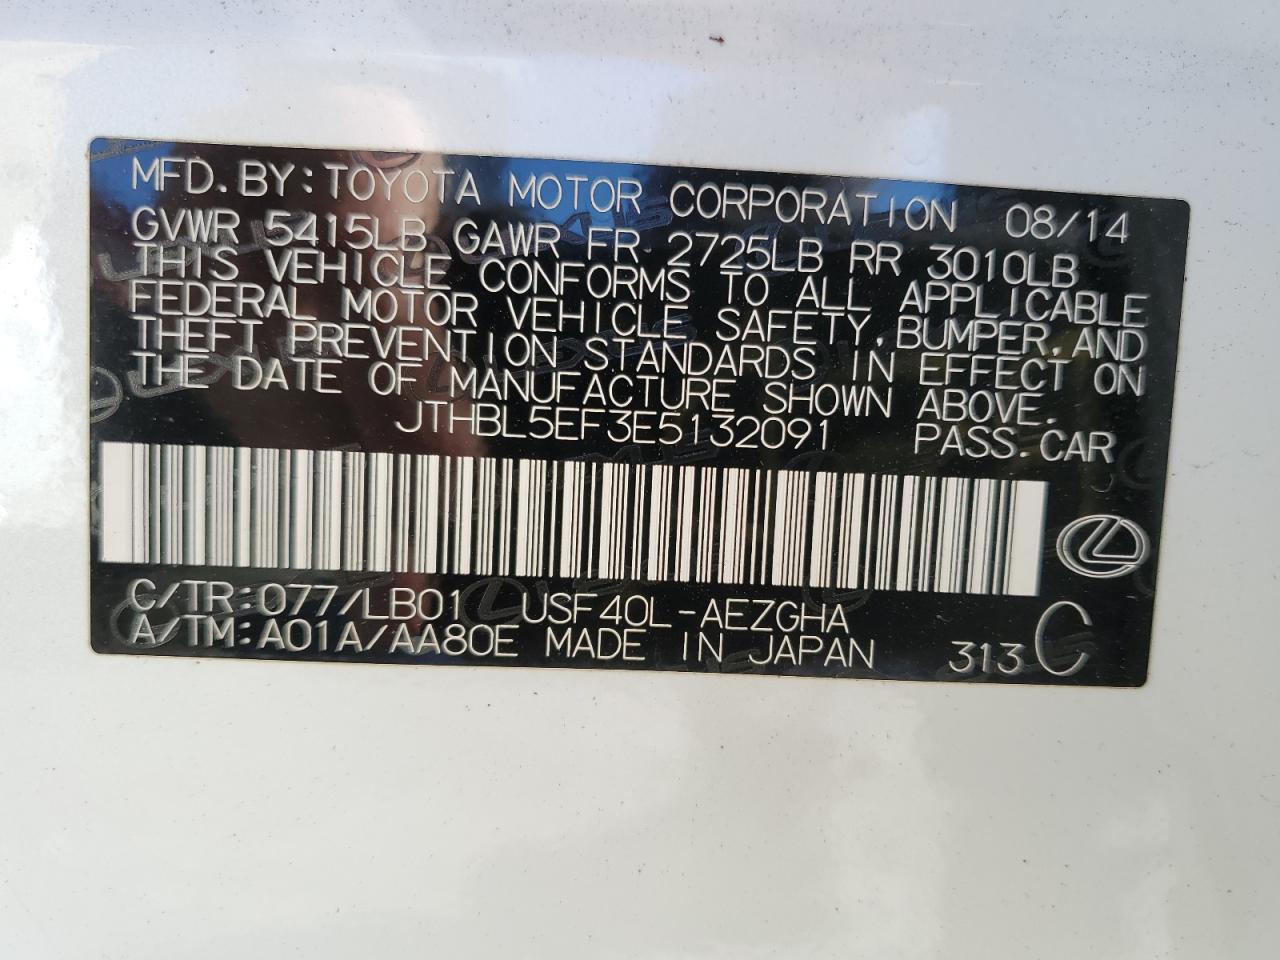 MFD.BY:TOYOTA MOTOR CORPORATION 08/14
GVWR 5415LB GAWR FR 2725LB RR 3010LB
THIS VEHICLE CONFORMS TO ALL APPLICABLE
FEDERAL MOTOR VEHICLE SAFETY,BUMPER,AND
THEFT PREVENTION STANDARDS IN EFFECT ON
THE DATE OF MANUFACTURE SHOWN ABOVE.
JTHBL5EF3E5132091 PASS.CAR
C/TR:077/LB01 USF40L-AEZGHA
A/TM:A01A/AA80E MADE IN JAPAN 313 C